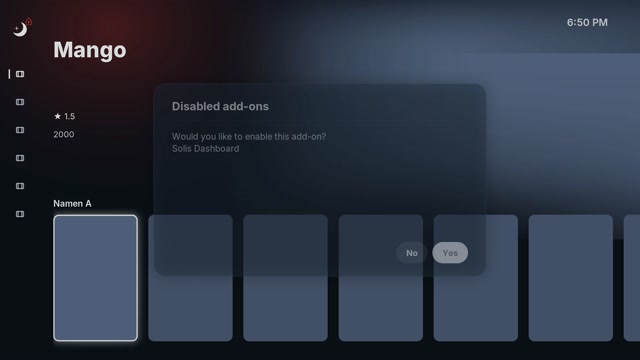 6:50 PM
Mango
★ 1.5
2000
Disabled add-ons
Would you like to enable this add-on?
Solis Dashboard
No
Yes
Namen A